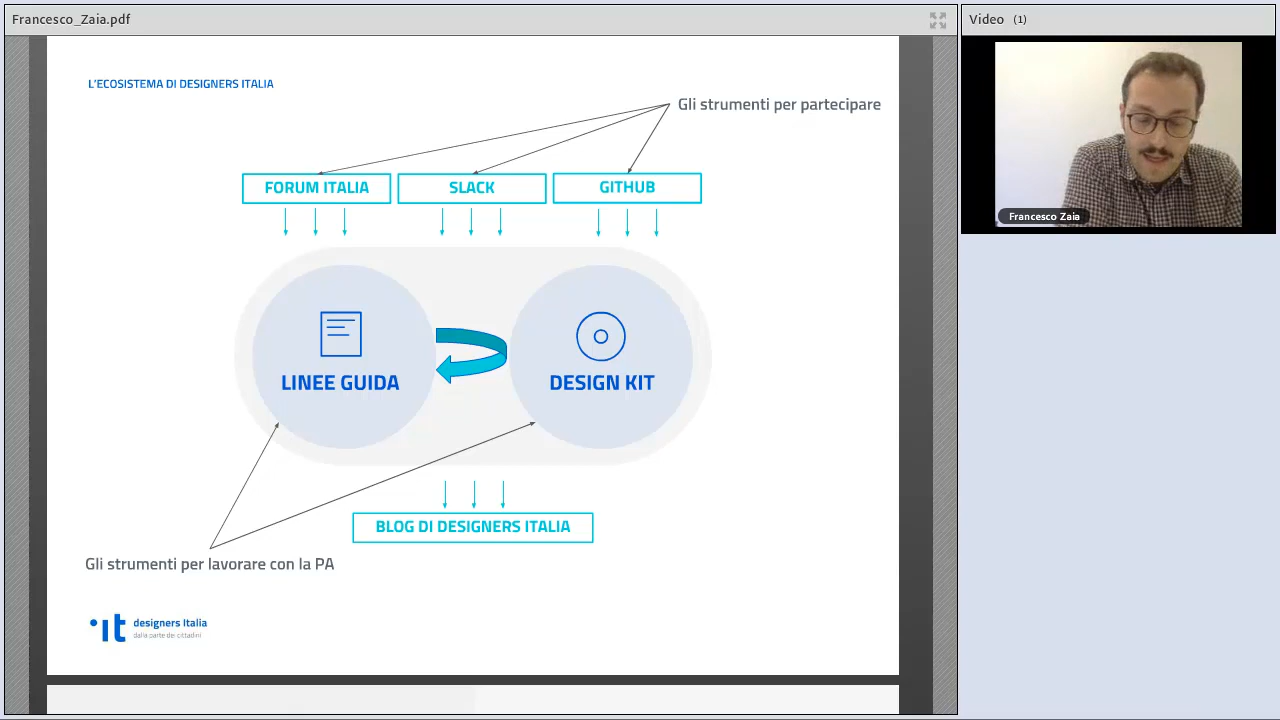 Francesco_Zaia.pdf
Video (1)
L'ECOSISTEMA DI DESIGNERS ITALIA
Gli strumenti per partecipare
FORUM ITALIA
SLACK
GITHUB
Francesco Zaia
LINEE GUIDA
DESIGN KIT
BLOG DI DESIGNERS ITALIA
Gli strumenti per lavorare con la PA
it designers Italia
dalla parte dei cittadini